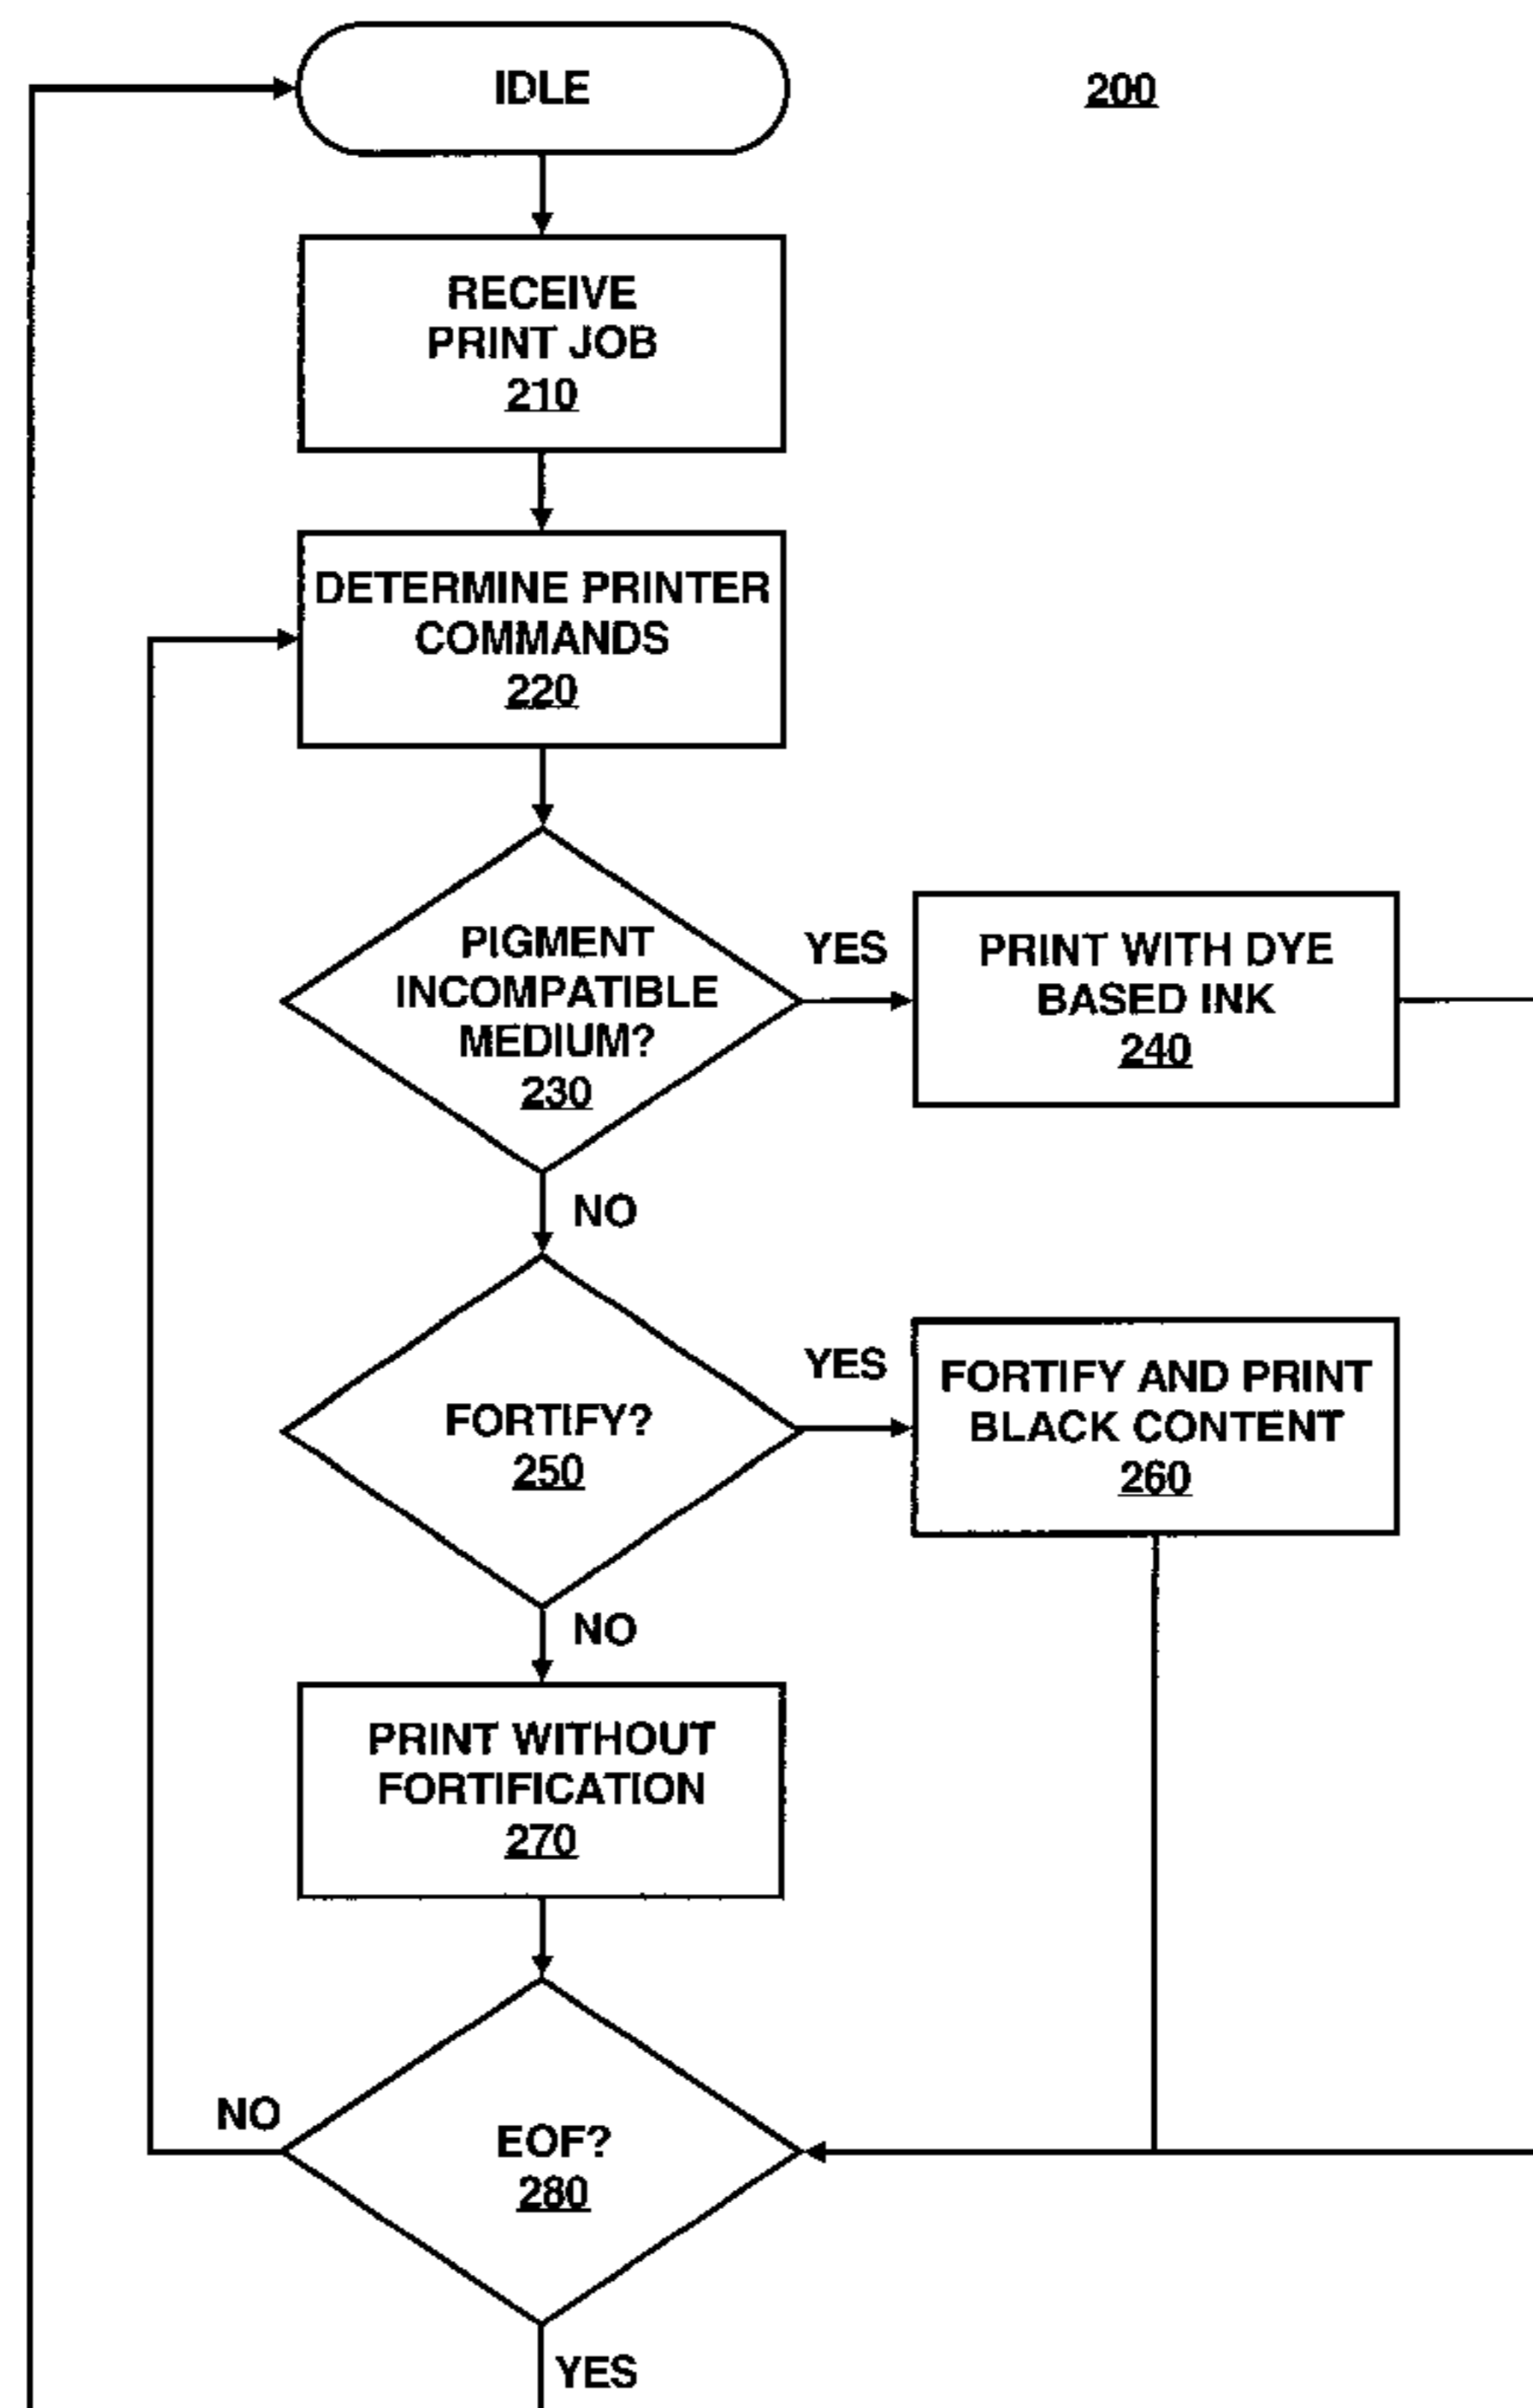 IDLE
200
RECEIVE
PRINT JOB
210
DETERMINE PRINTER
COMMANDS
220
PIGMENT
INCOMPATIBLE
MEDIUM?
230
YES
PRINT WITH DYE
BASED INK
240
NO
FORTIFY?
250
YES
FORTIFY AND PRINT
BLACK CONTENT
260
NO
PRINT WITHOUT
FORTIFICATION
270
NO
EOF?
280
YES